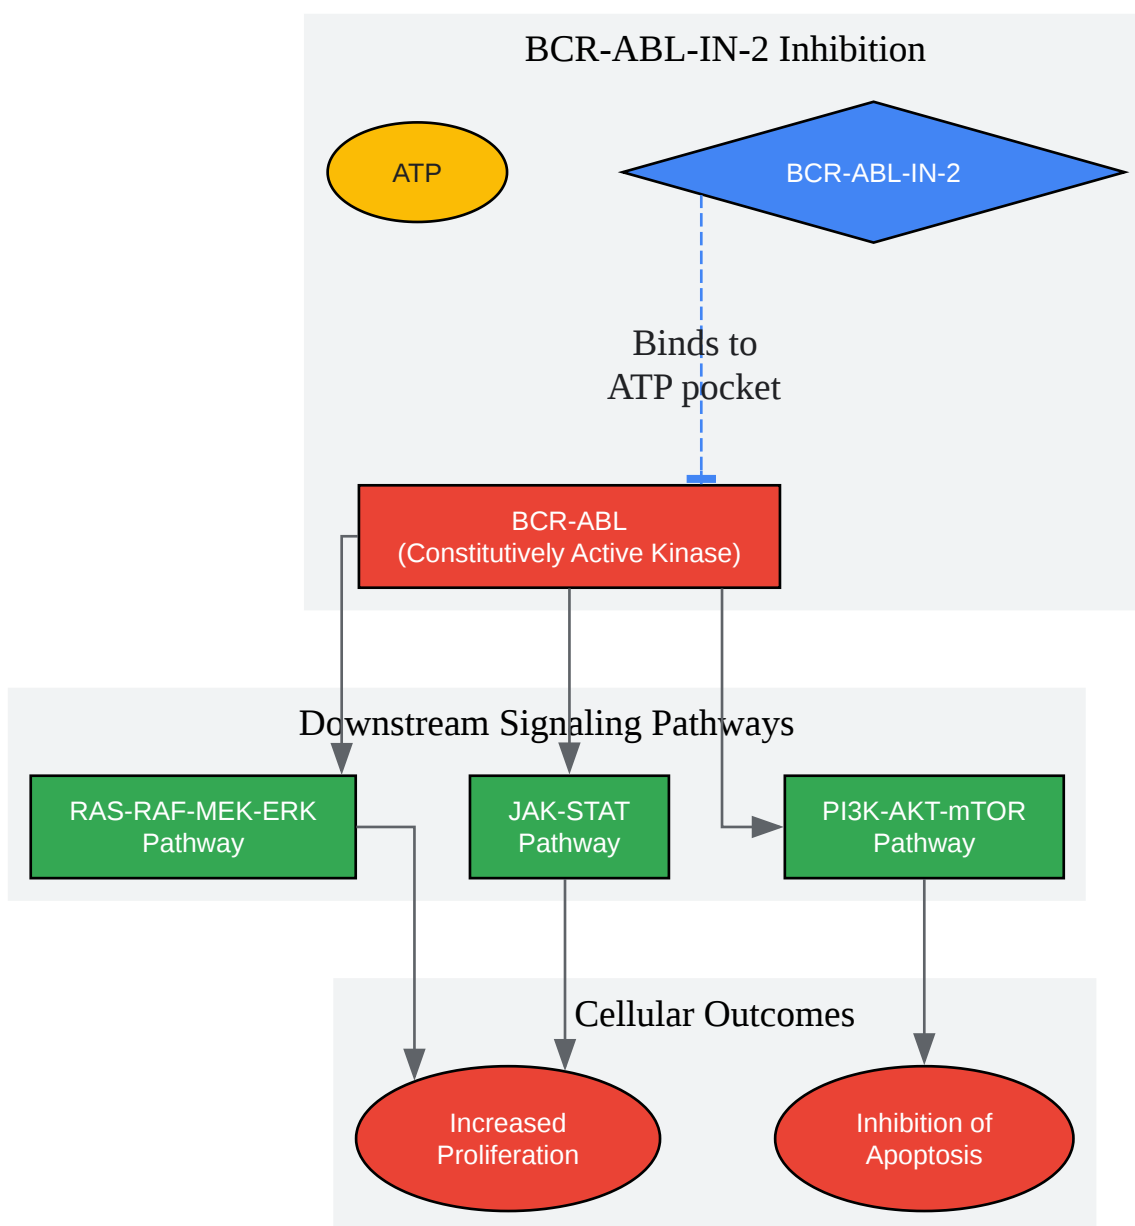 BCR-ABL-IN-2 Inhibition
ATP
BCR-ABL-IN-2
Binds to
ATP pocket
BCR-ABL
(Constitutively Active Kinase)
Downstream Signaling Pathways
RAS-RAF-MEK-ERK
Pathway
JAK-STAT
Pathway
PI3K-AKT-mTOR
Pathway
Cellular Outcomes
Increased
Proliferation
Inhibition of
Apoptosis